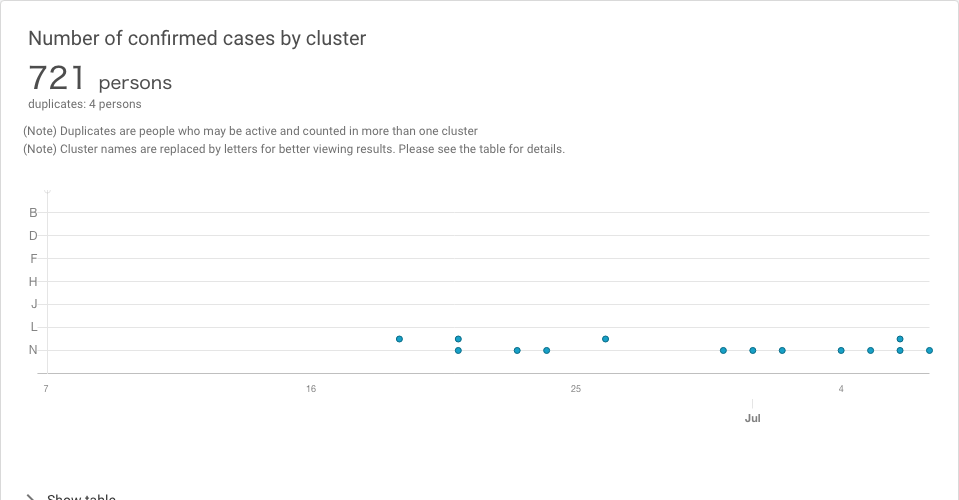 Number of confirmed cases by cluster
721 persons
duplicates: 4 persons
(Note) Duplicates are people who may be active and counted in more than one cluster
(Note) Cluster names are replaced by letters for better viewing results. Please see the table for details.
B
D
F
H
J
L
N
7 16 25 4
Jul
Show table